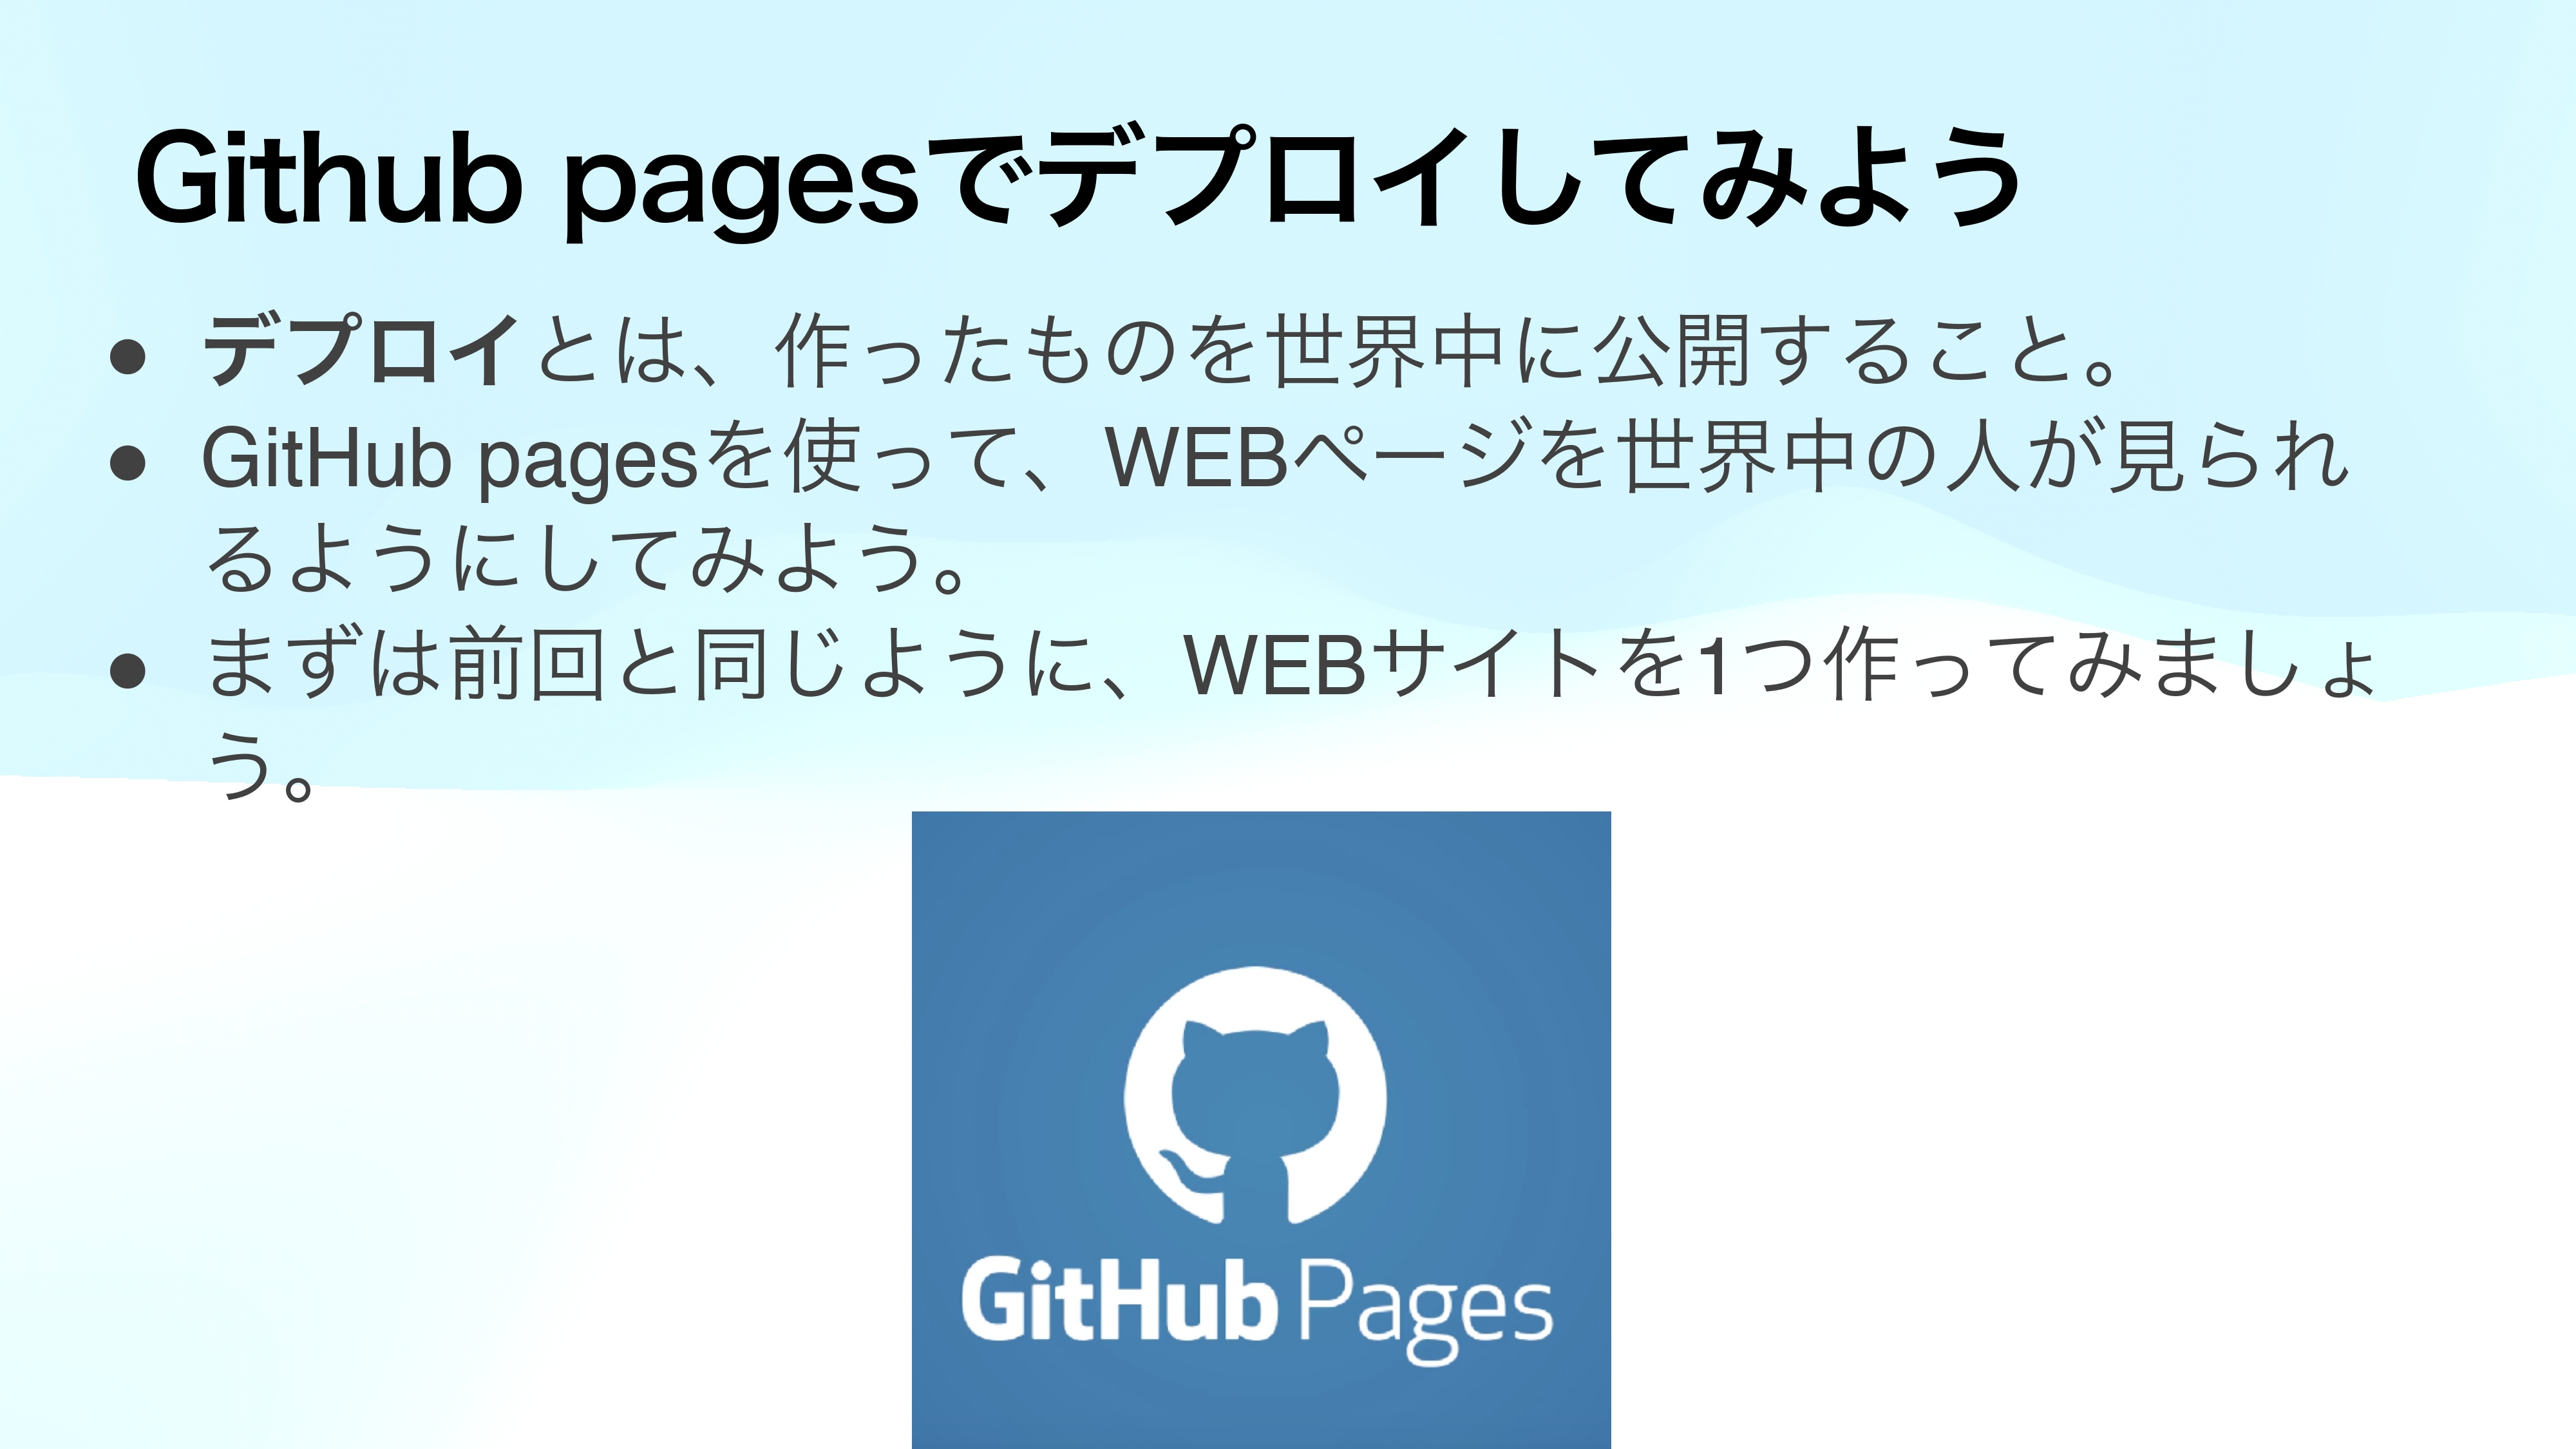 Github pagesでデプロイしてみよう
● デプロイとは、作ったものを世界中に公開すること。
● GitHub pagesを使って、WEBページを世界中の人が見られ
るようにしてみよう。
● まずは前回と同じように、WEBサイトを1つ作ってみましょ
う。
GitHub Pages